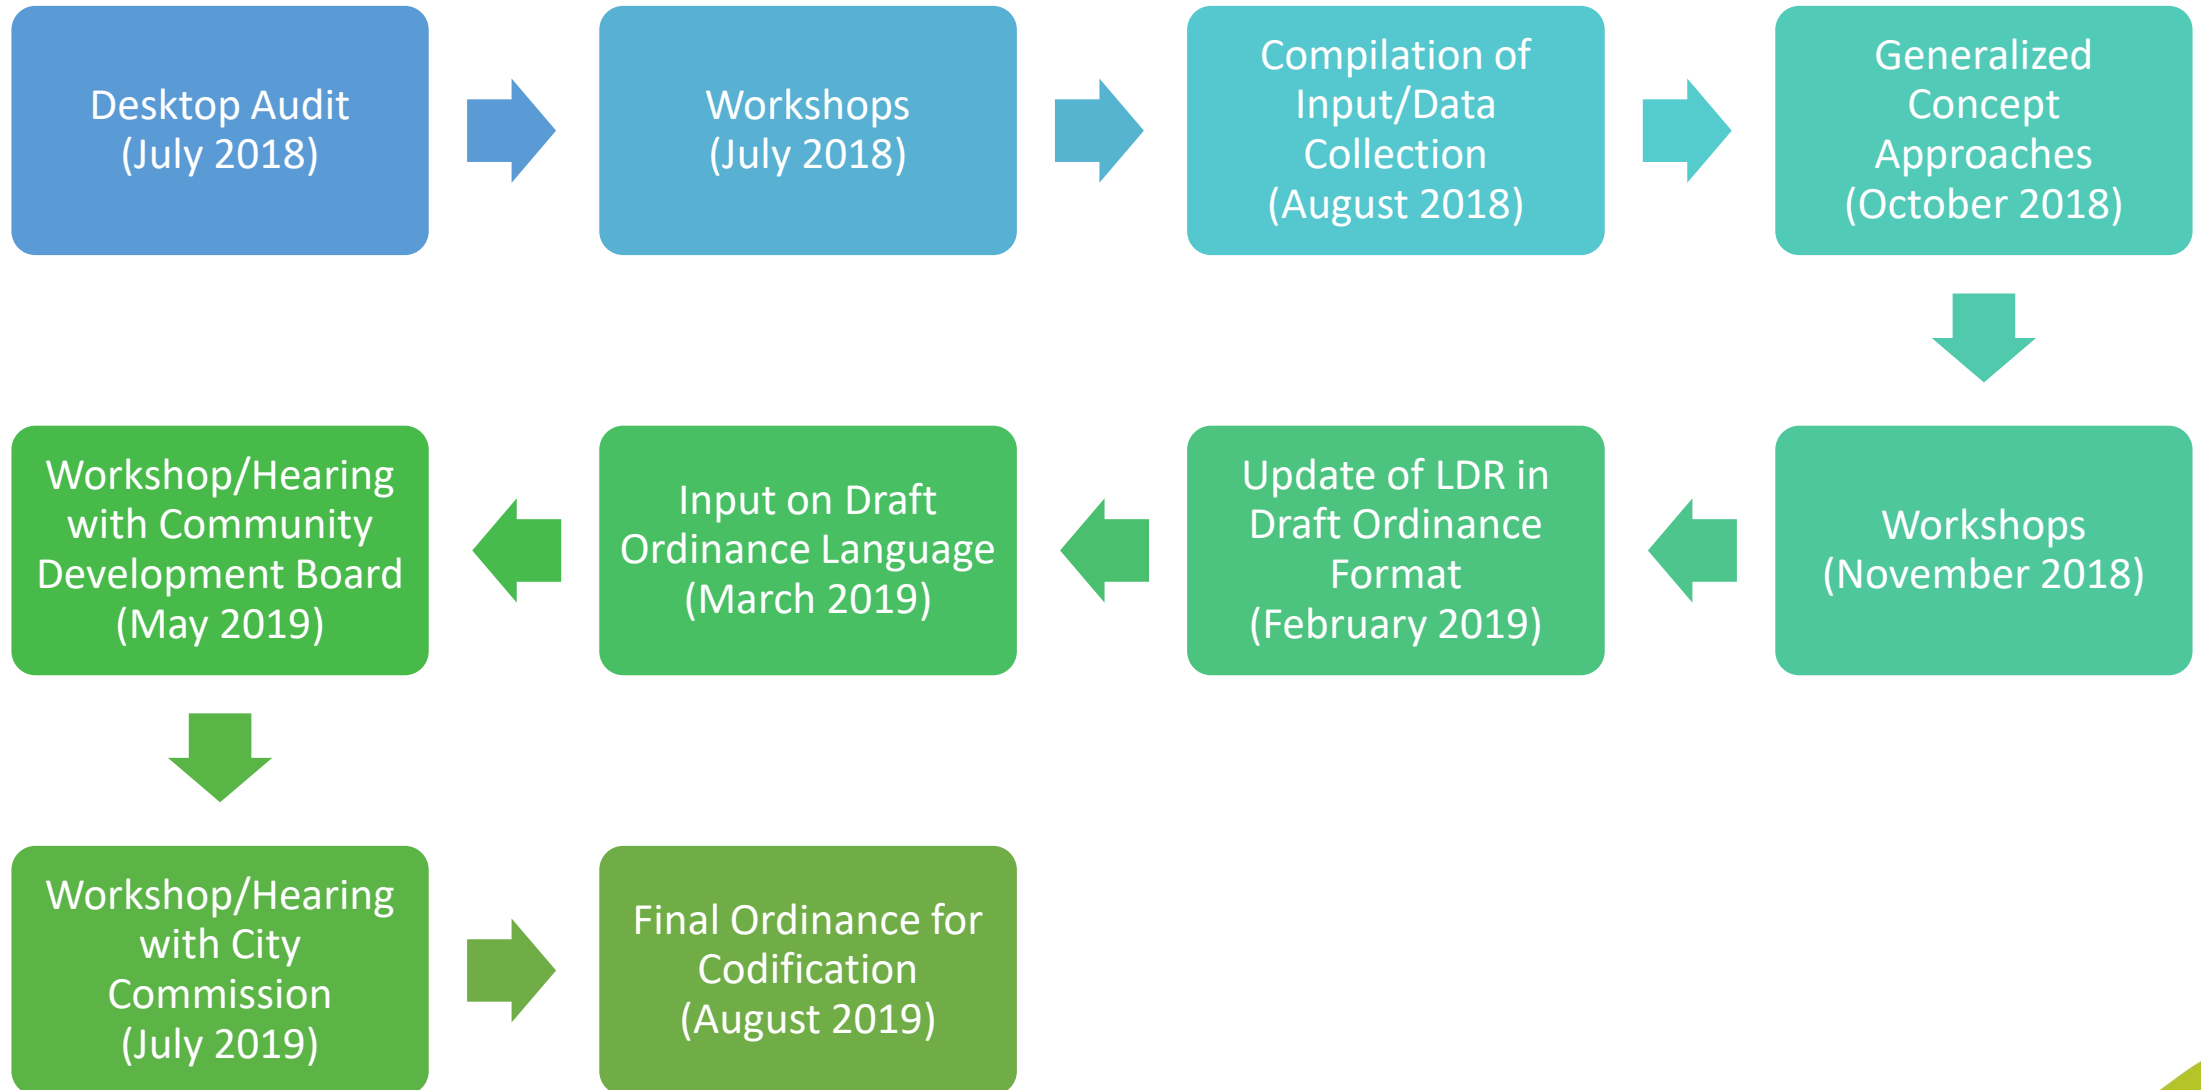 Desktop Audit
(July 2018)
Workshops
(July 2018)
Compilation of
Input/Data
Collection
(August 2018)
Generalized
Concept
Approaches
(October 2018)
Workshops
(November 2018)
Update of LDR in
Draft Ordinance
Format
(February 2019)
Input on Draft
Ordinance Language
(March 2019)
Workshop/Hearing
with Community
Development Board
(May 2019)
Workshop/Hearing
with City
Commission
(July 2019)
Final Ordinance for
Codification
(August 2019)